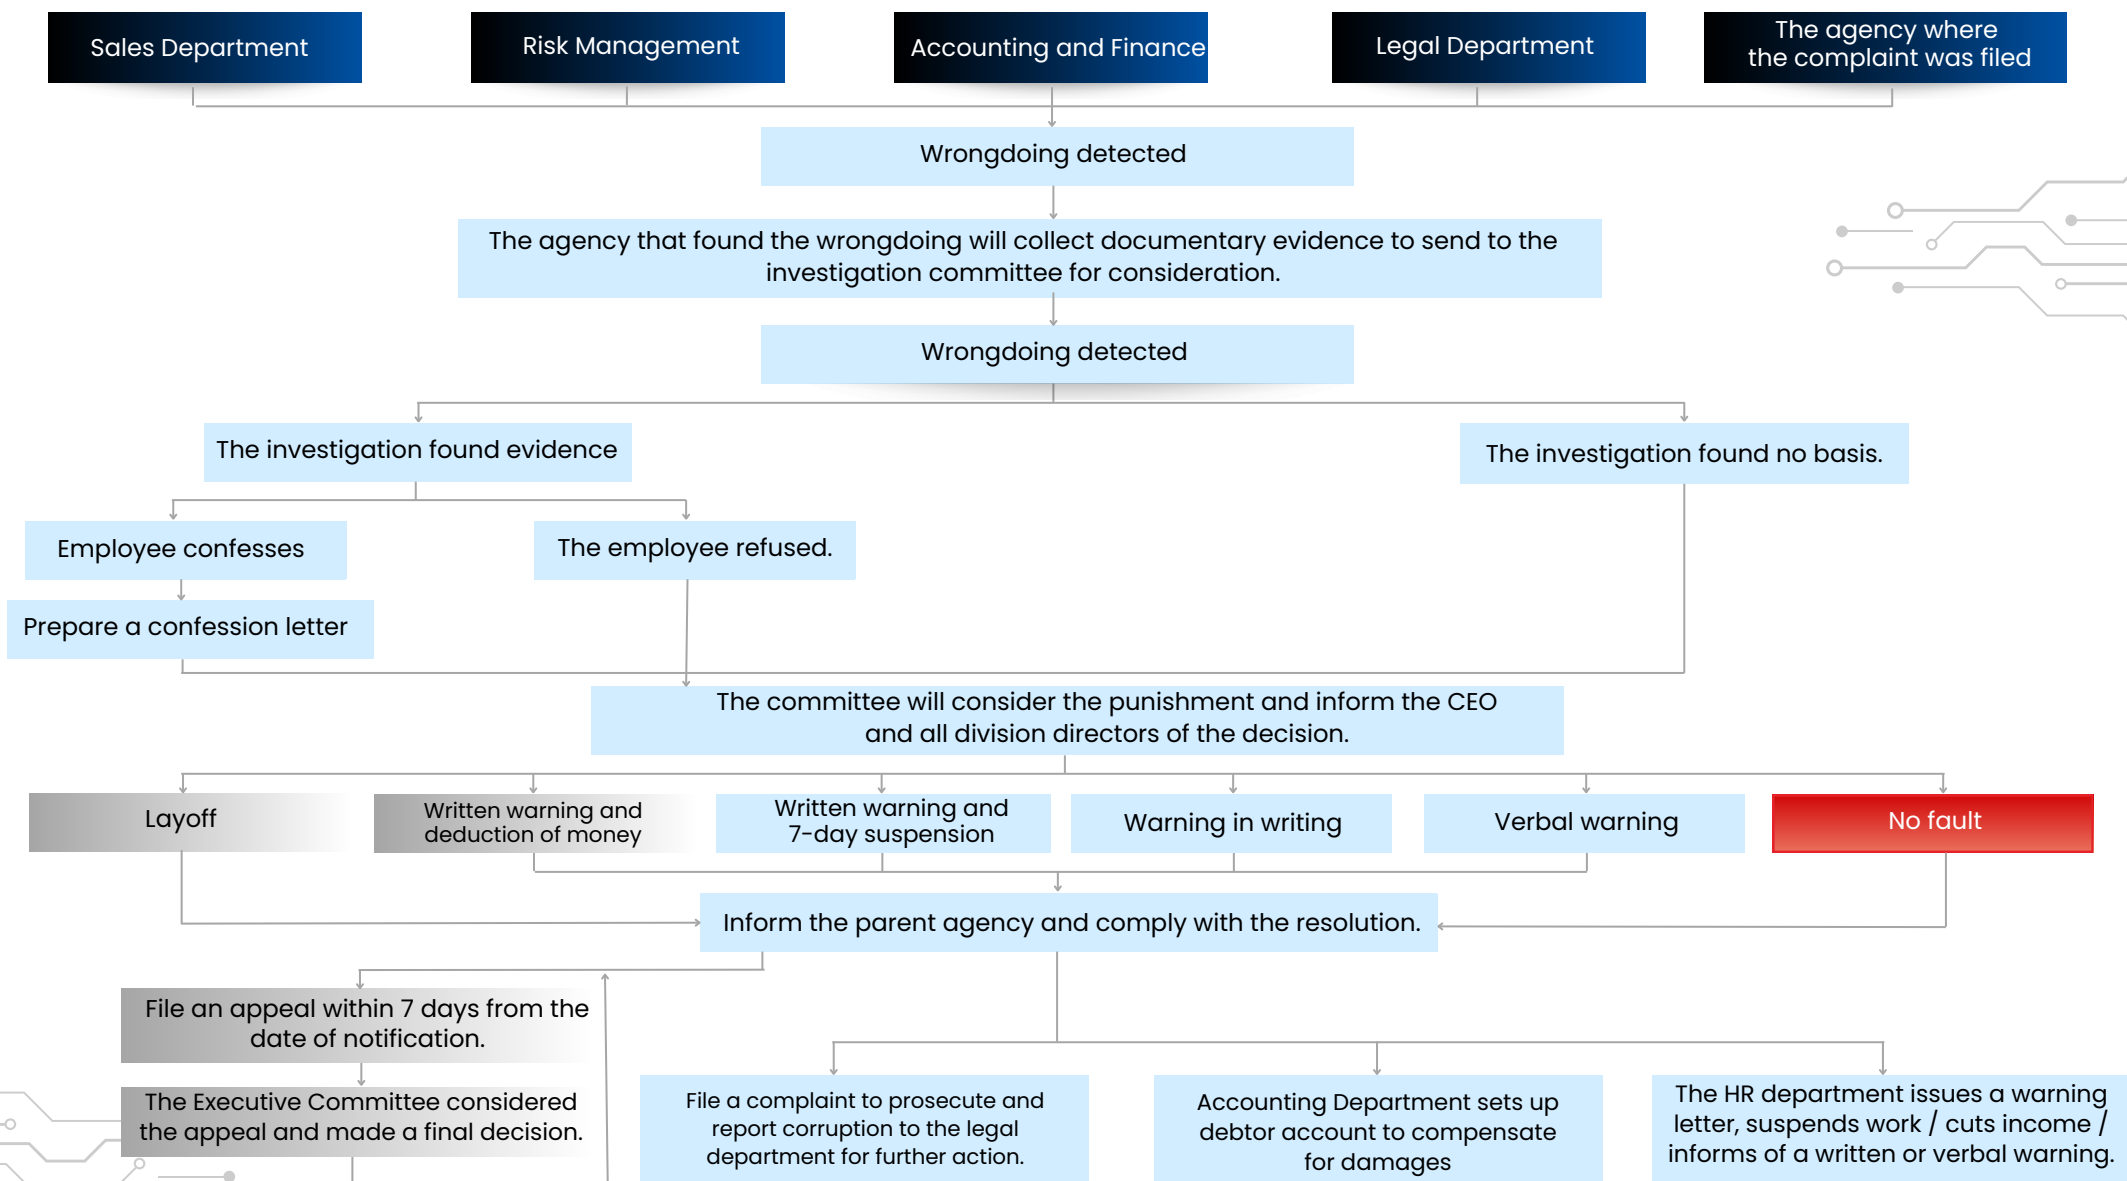 Sales Department
Risk Management
Accounting and Finance
Legal Department
The agency where
the complaint was filed
Wrongdoing detected
The agency that found the wrongdoing will collect documentary evidence to send to the
investigation committee for consideration.
Wrongdoing detected
The investigation found evidence
The investigation found no basis.
Employee confesses
The employee refused.
Prepare a confession letter
The committee will consider the punishment and inform the CEO
and all division directors of the decision.
Layoff
Written warning and
deduction of money
Written warning and
7-day suspension
Warning in writing
Verbal warning
No fault
Inform the parent agency and comply with the resolution.
File an appeal within 7 days from the
date of notification.
The Executive Committee considered
the appeal and made a final decision.
File a complaint to prosecute and
report corruption to the legal
department for further action.
Accounting Department sets up
debtor account to compensate
for damages
The HR department issues a warning
letter, suspends work / cuts income /
informs of a written or verbal warning.